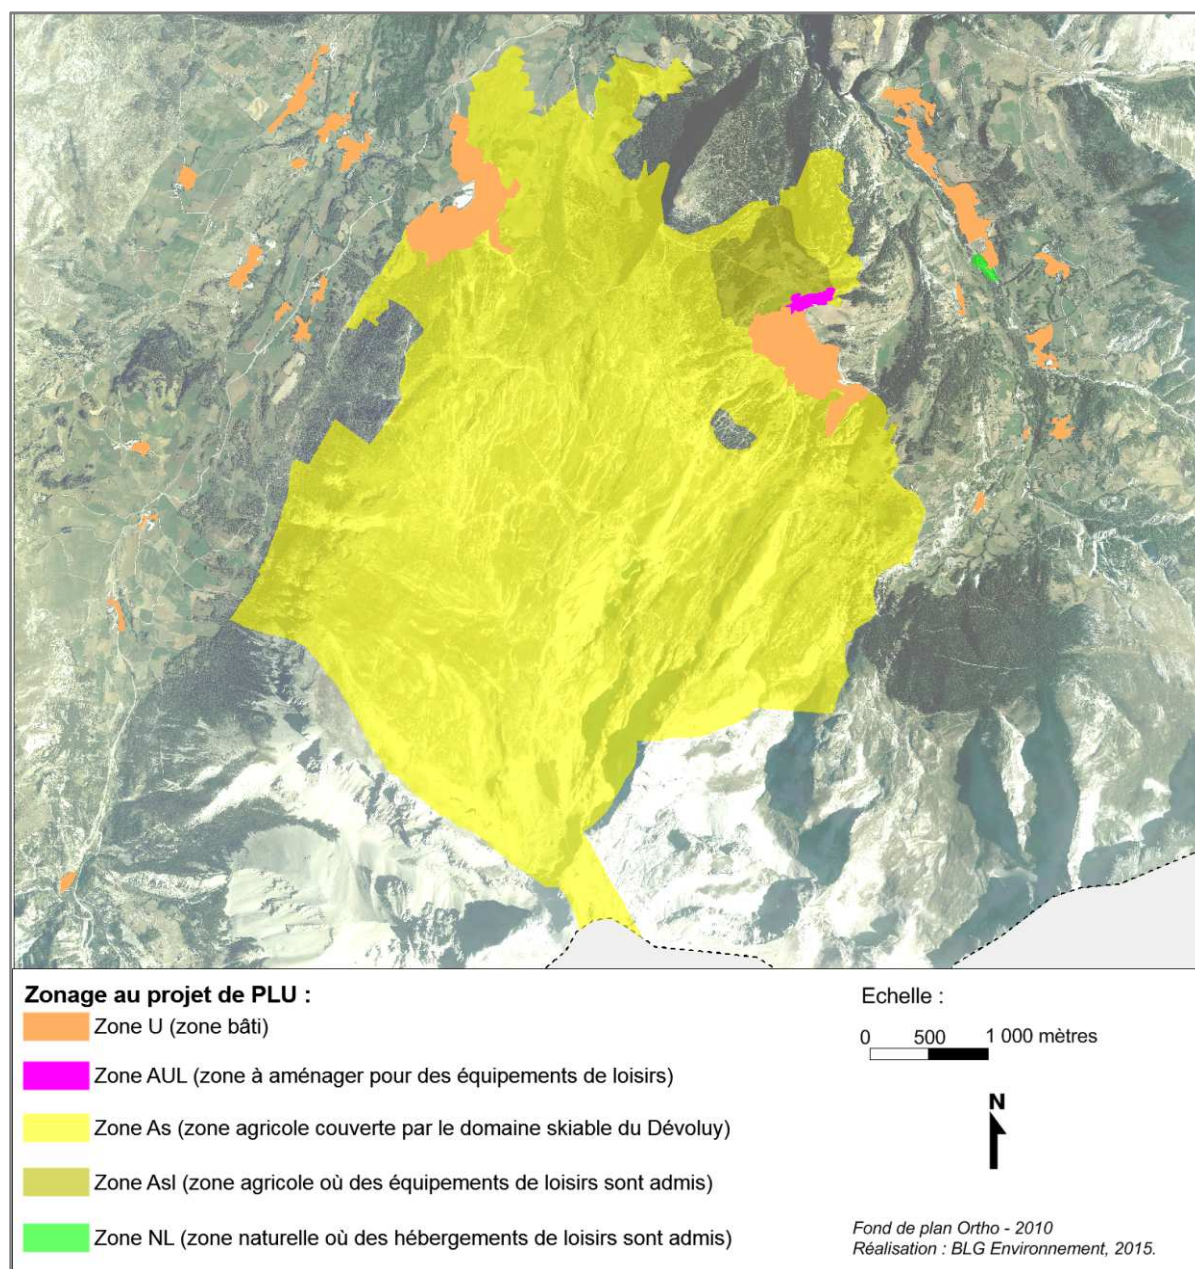 Zonage au projet de PLU :
Zone U (zone bâti)
Zone AUL (zone à aménager pour des équipements de loisirs)
Zone As (zone agricole couverte par le domaine skiable du Dévoluy)
Zone Asl (zone agricole où des équipements de loisirs sont admis)
Zone NL (zone naturelle où des hébergements de loisirs sont admis)
Echelle :
0 500 1 000 mètres
N
Fond de plan Ortho - 2010
Réalisation : BLG Environnement, 2015.